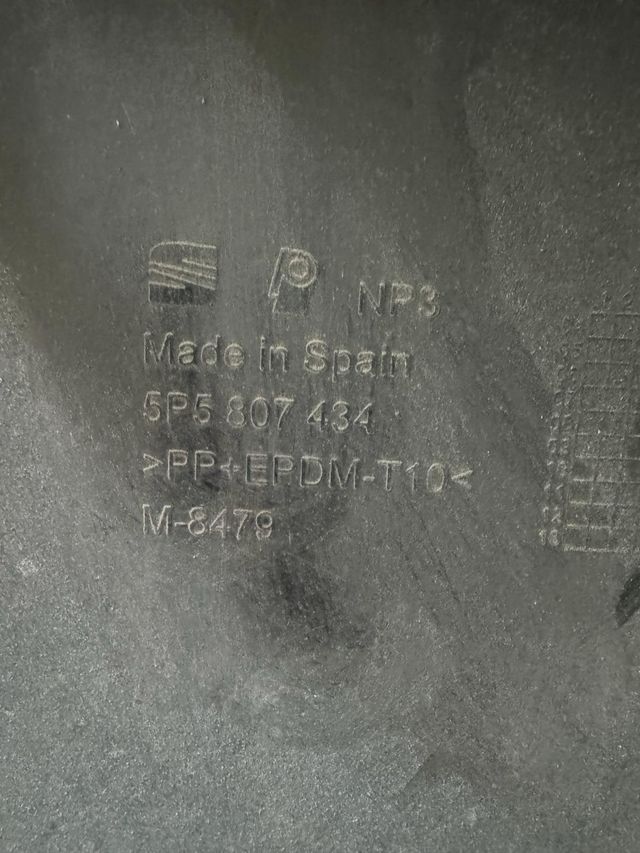 NP3
Made in Spain
5P5 807 434
>PP+EPDM-T10<
M-8479